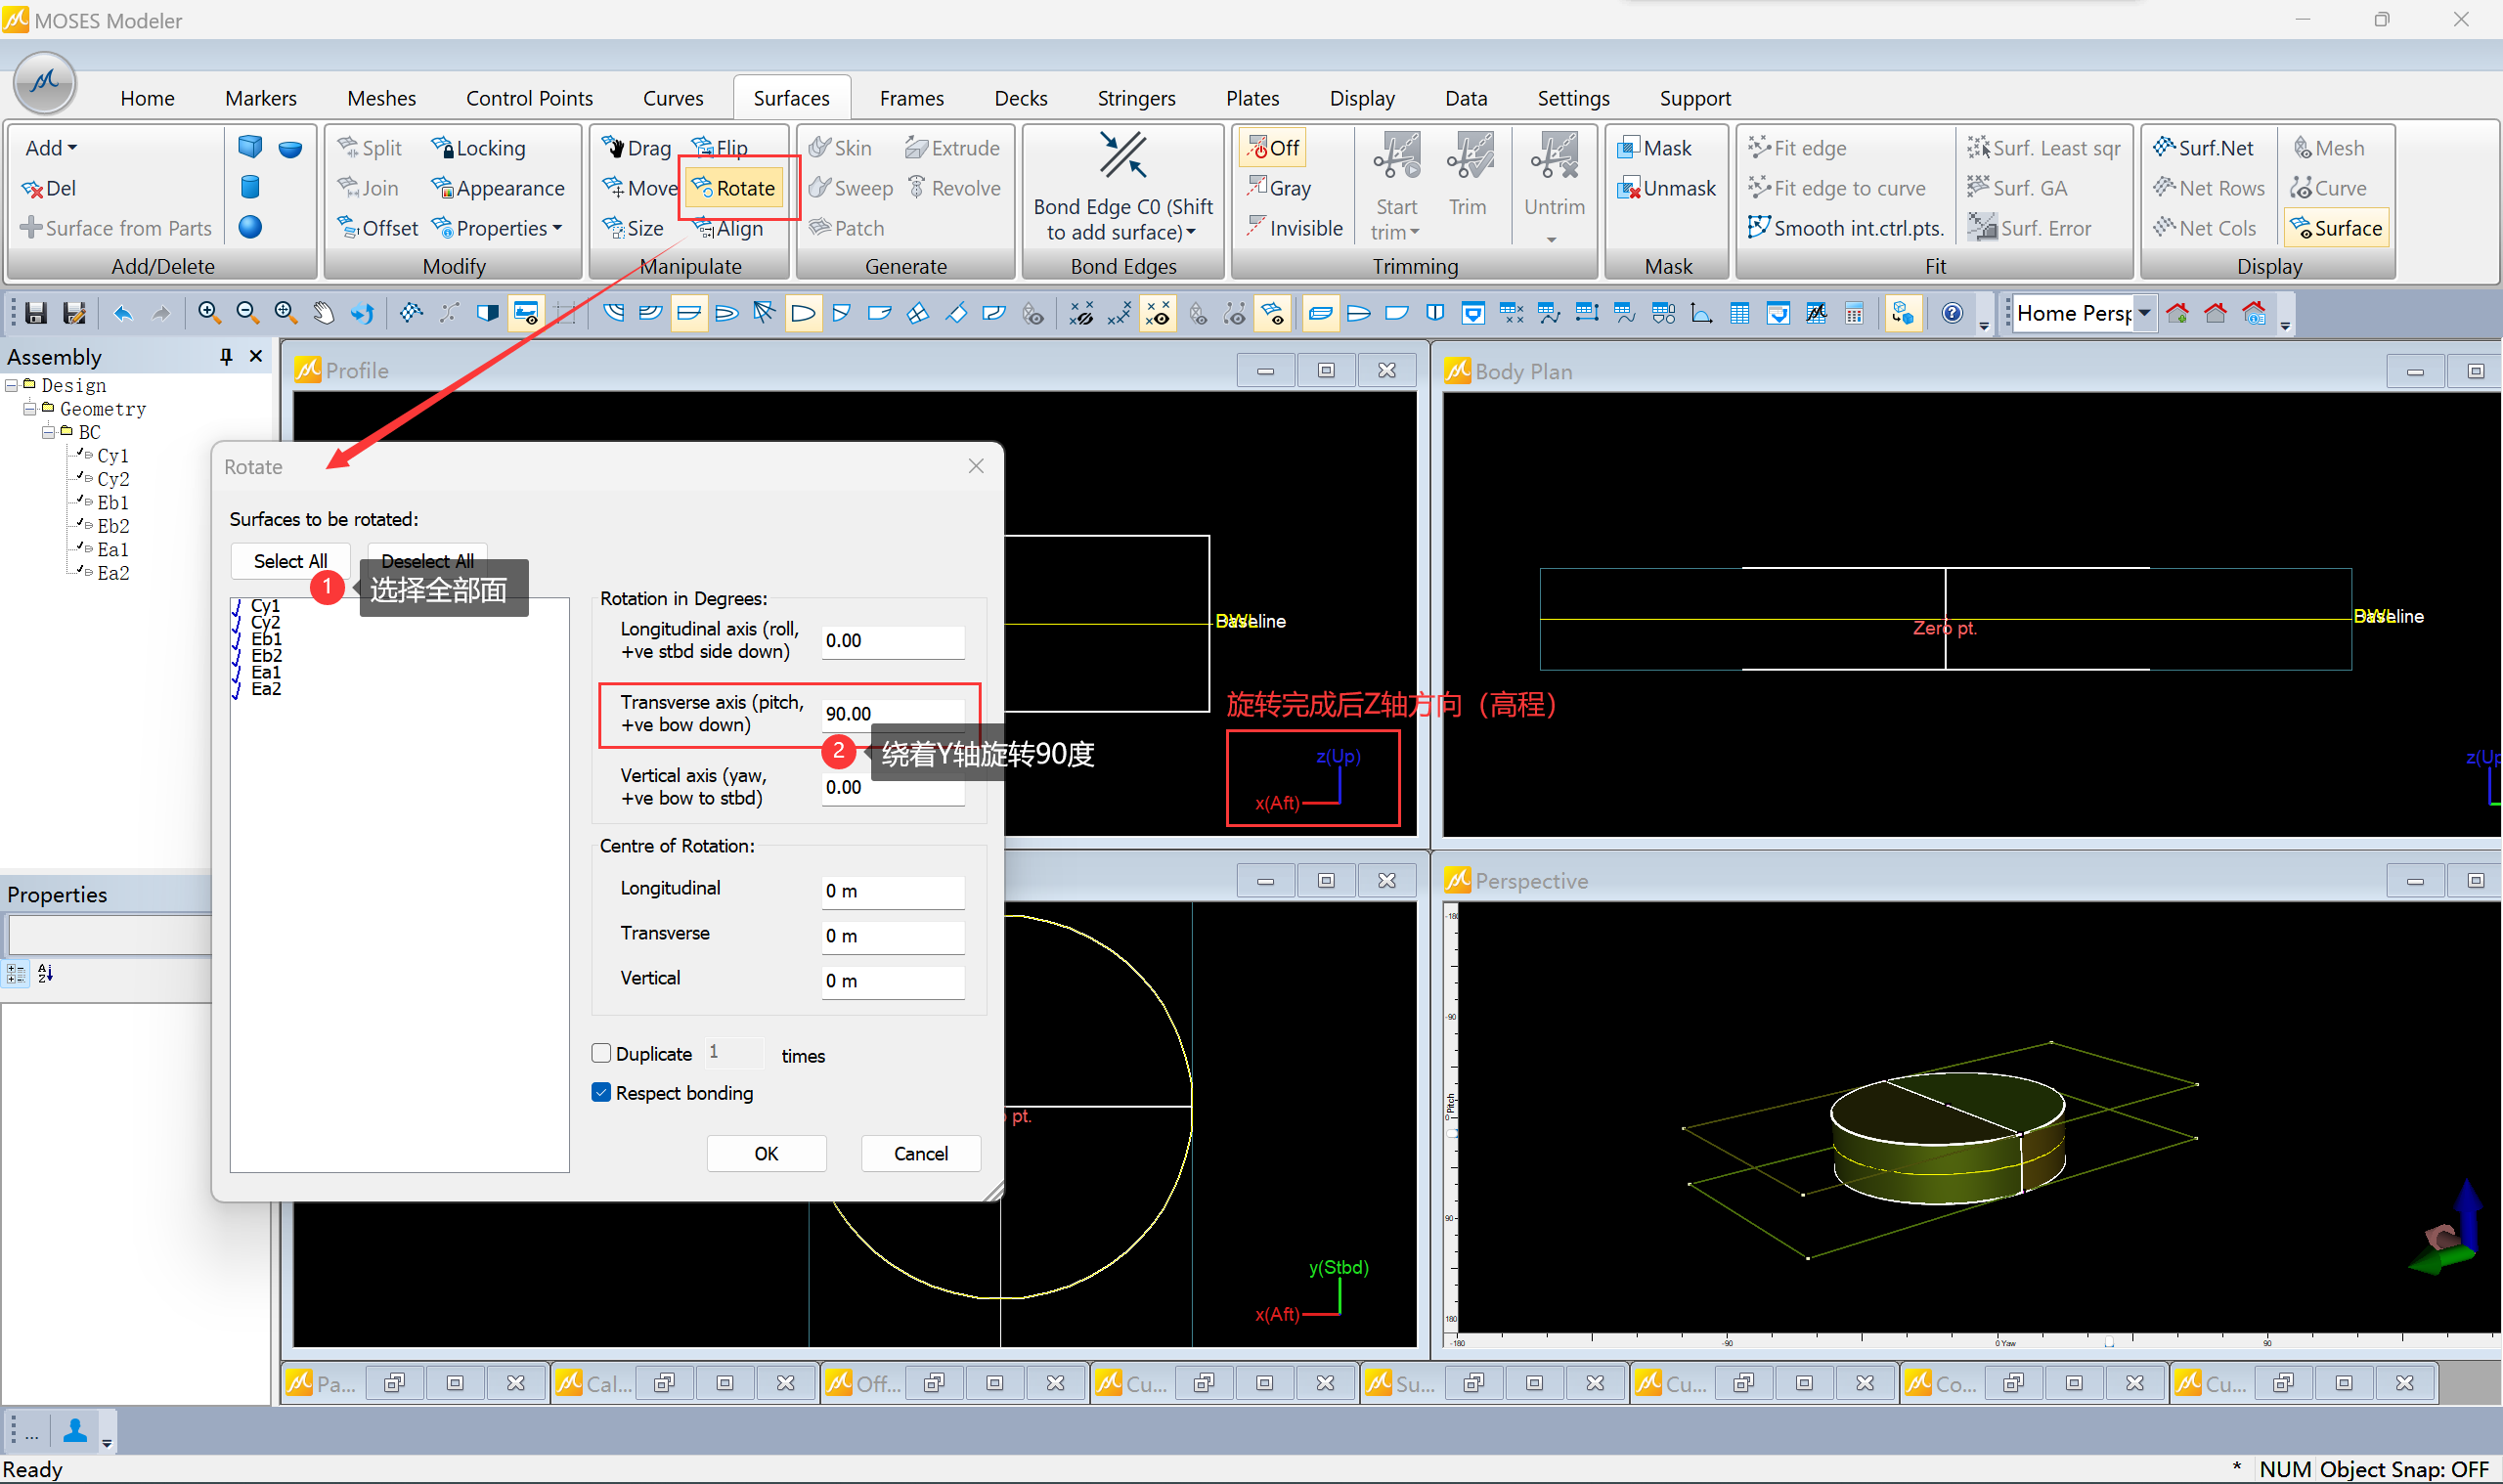 MOSES Modeler
Home Markers Meshes Control Points Curves Surfaces Frames Decks Stringers Plates Display Data Settings Support
Add
Del
Surface from Parts
Add/Delete
Split
Join
Offset
Locking
Appearance
Properties
Modify
Drag
Move
Size
Flip
Rotate
Align
Manipulate
Skin
Sweep
Patch
Extrude
Revolve
Generate
Bond Edge C0 (Shift
to add surface)
Bond Edges
Off
Gray
Invisible
Start
trim
Trim
Untrim
Trimming
Mask
Unmask
Mask
Fit edge
Fit edge to curve
Smooth int.ctrl.pts.
Surf. Least sqr
Surf. GA
Surf. Error
Fit
Surf.Net
Net Rows
Net Cols
Mesh
Curve
Surface
Display
Home Persp
Assembly
Design
Geometry
BC
Cy1
Cy2
Eb1
Eb2
Ea1
Ea2
Properties
Profile
Baseline
旋转完成后Z轴方向（高程）
z(Up)
x(Aft)
Body Plan
Baseline
Zero pt.
z(Up
Rotate
Surfaces to be rotated:
Select All
Deselect All
1
选择全部面
Cy1
Cy2
Eb1
Eb2
Ea1
Ea2
Rotation in Degrees:
Longitudinal axis (roll,
+ve stbd side down)
0.00
Transverse axis (pitch,
+ve bow down)
90.00
2
绕着Y轴旋转90度
Vertical axis (yaw,
+ve bow to stbd)
0.00
Centre of Rotation:
Longitudinal
0 m
Transverse
0 m
Vertical
0 m
Duplicate
1
times
Respect bonding
OK
Cancel
pt.
y(Stbd)
x(Aft)
Perspective
-90
0
Pitch
90
180
-180
-90
0 Yaw
90
Pa...
Cal...
Off...
Cu...
Su...
Cu...
Co...
Cu...
...
Ready
* NUM Object Snap: OFF